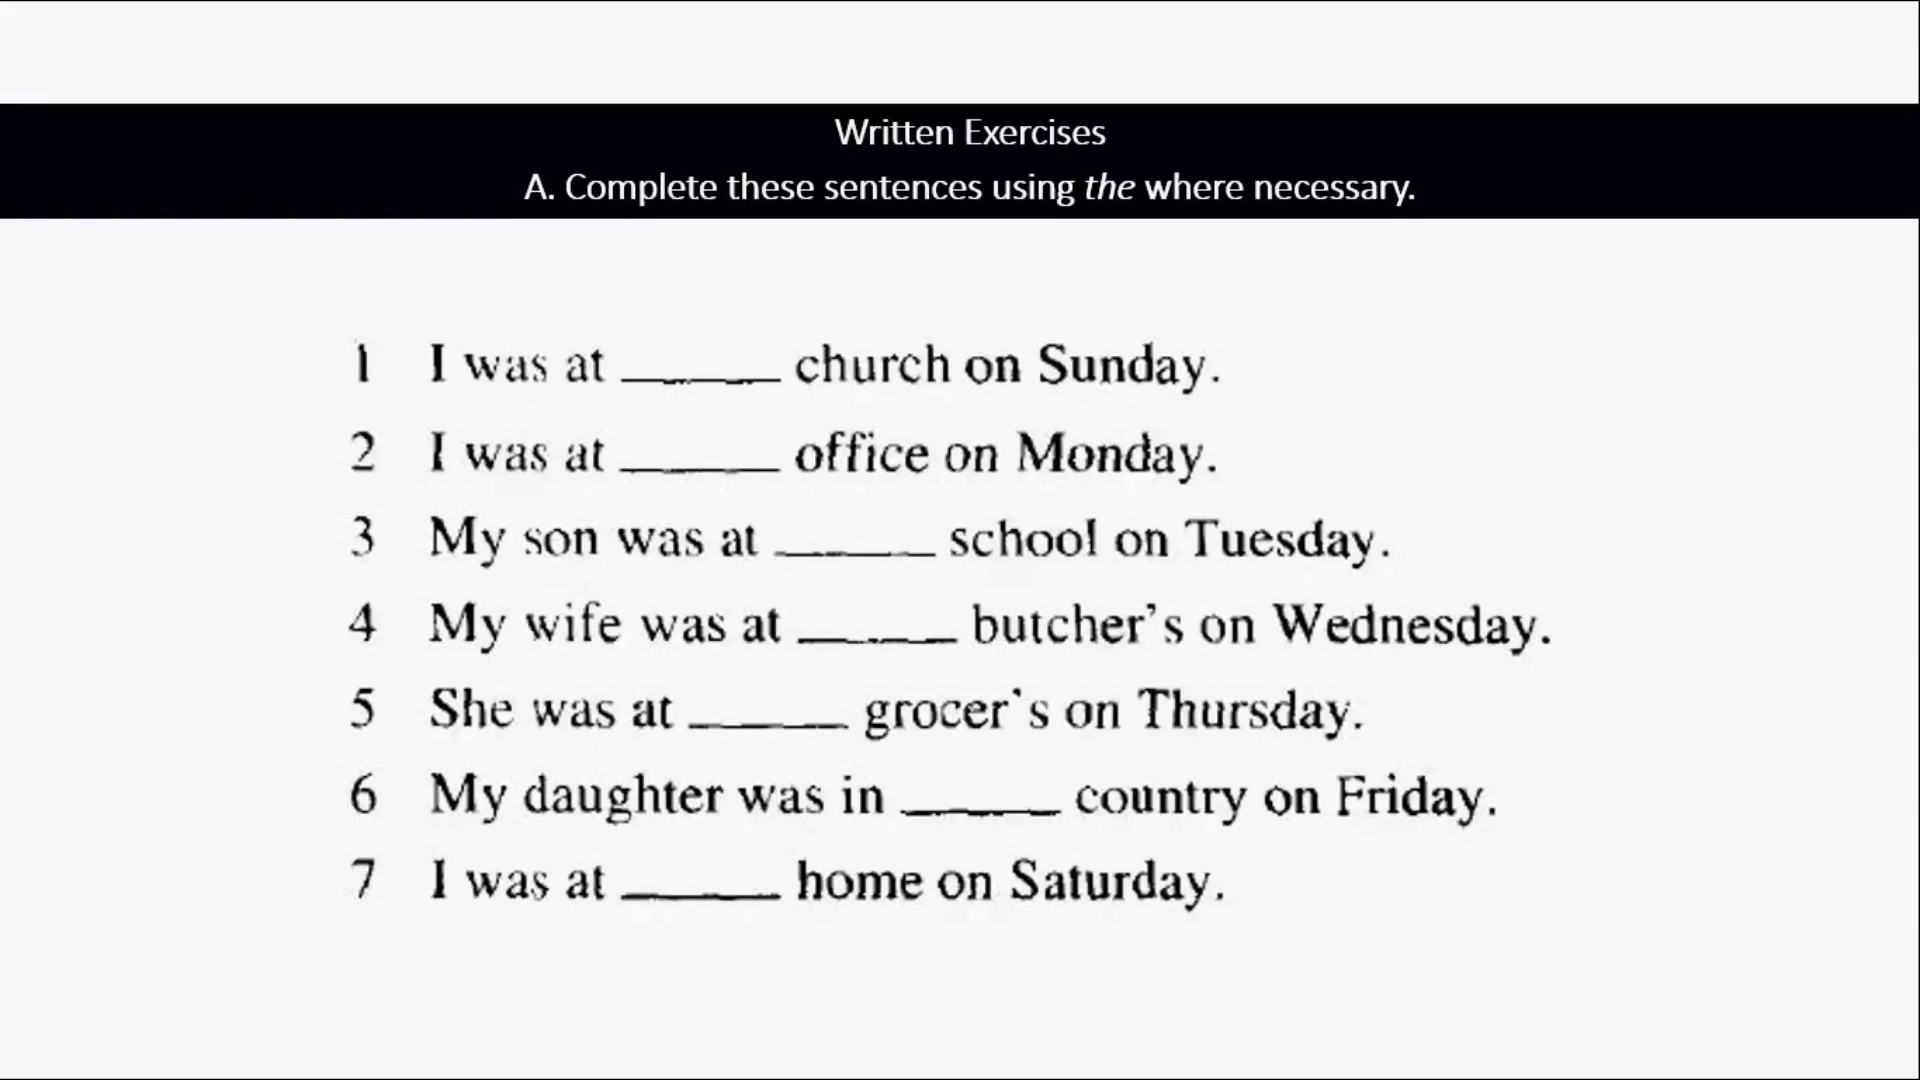 Written Exercises
A. Complete these sentences using the where necessary.
1 I was at _____ church on Sunday.
2 I was at _____ office on Monday.
3 My son was at _____ school on Tuesday.
4 My wife was at _____ butcher's on Wednesday.
5 She was at _____ grocer's on Thursday.
6 My daughter was in _____ country on Friday.
7 I was at _____ home on Saturday.